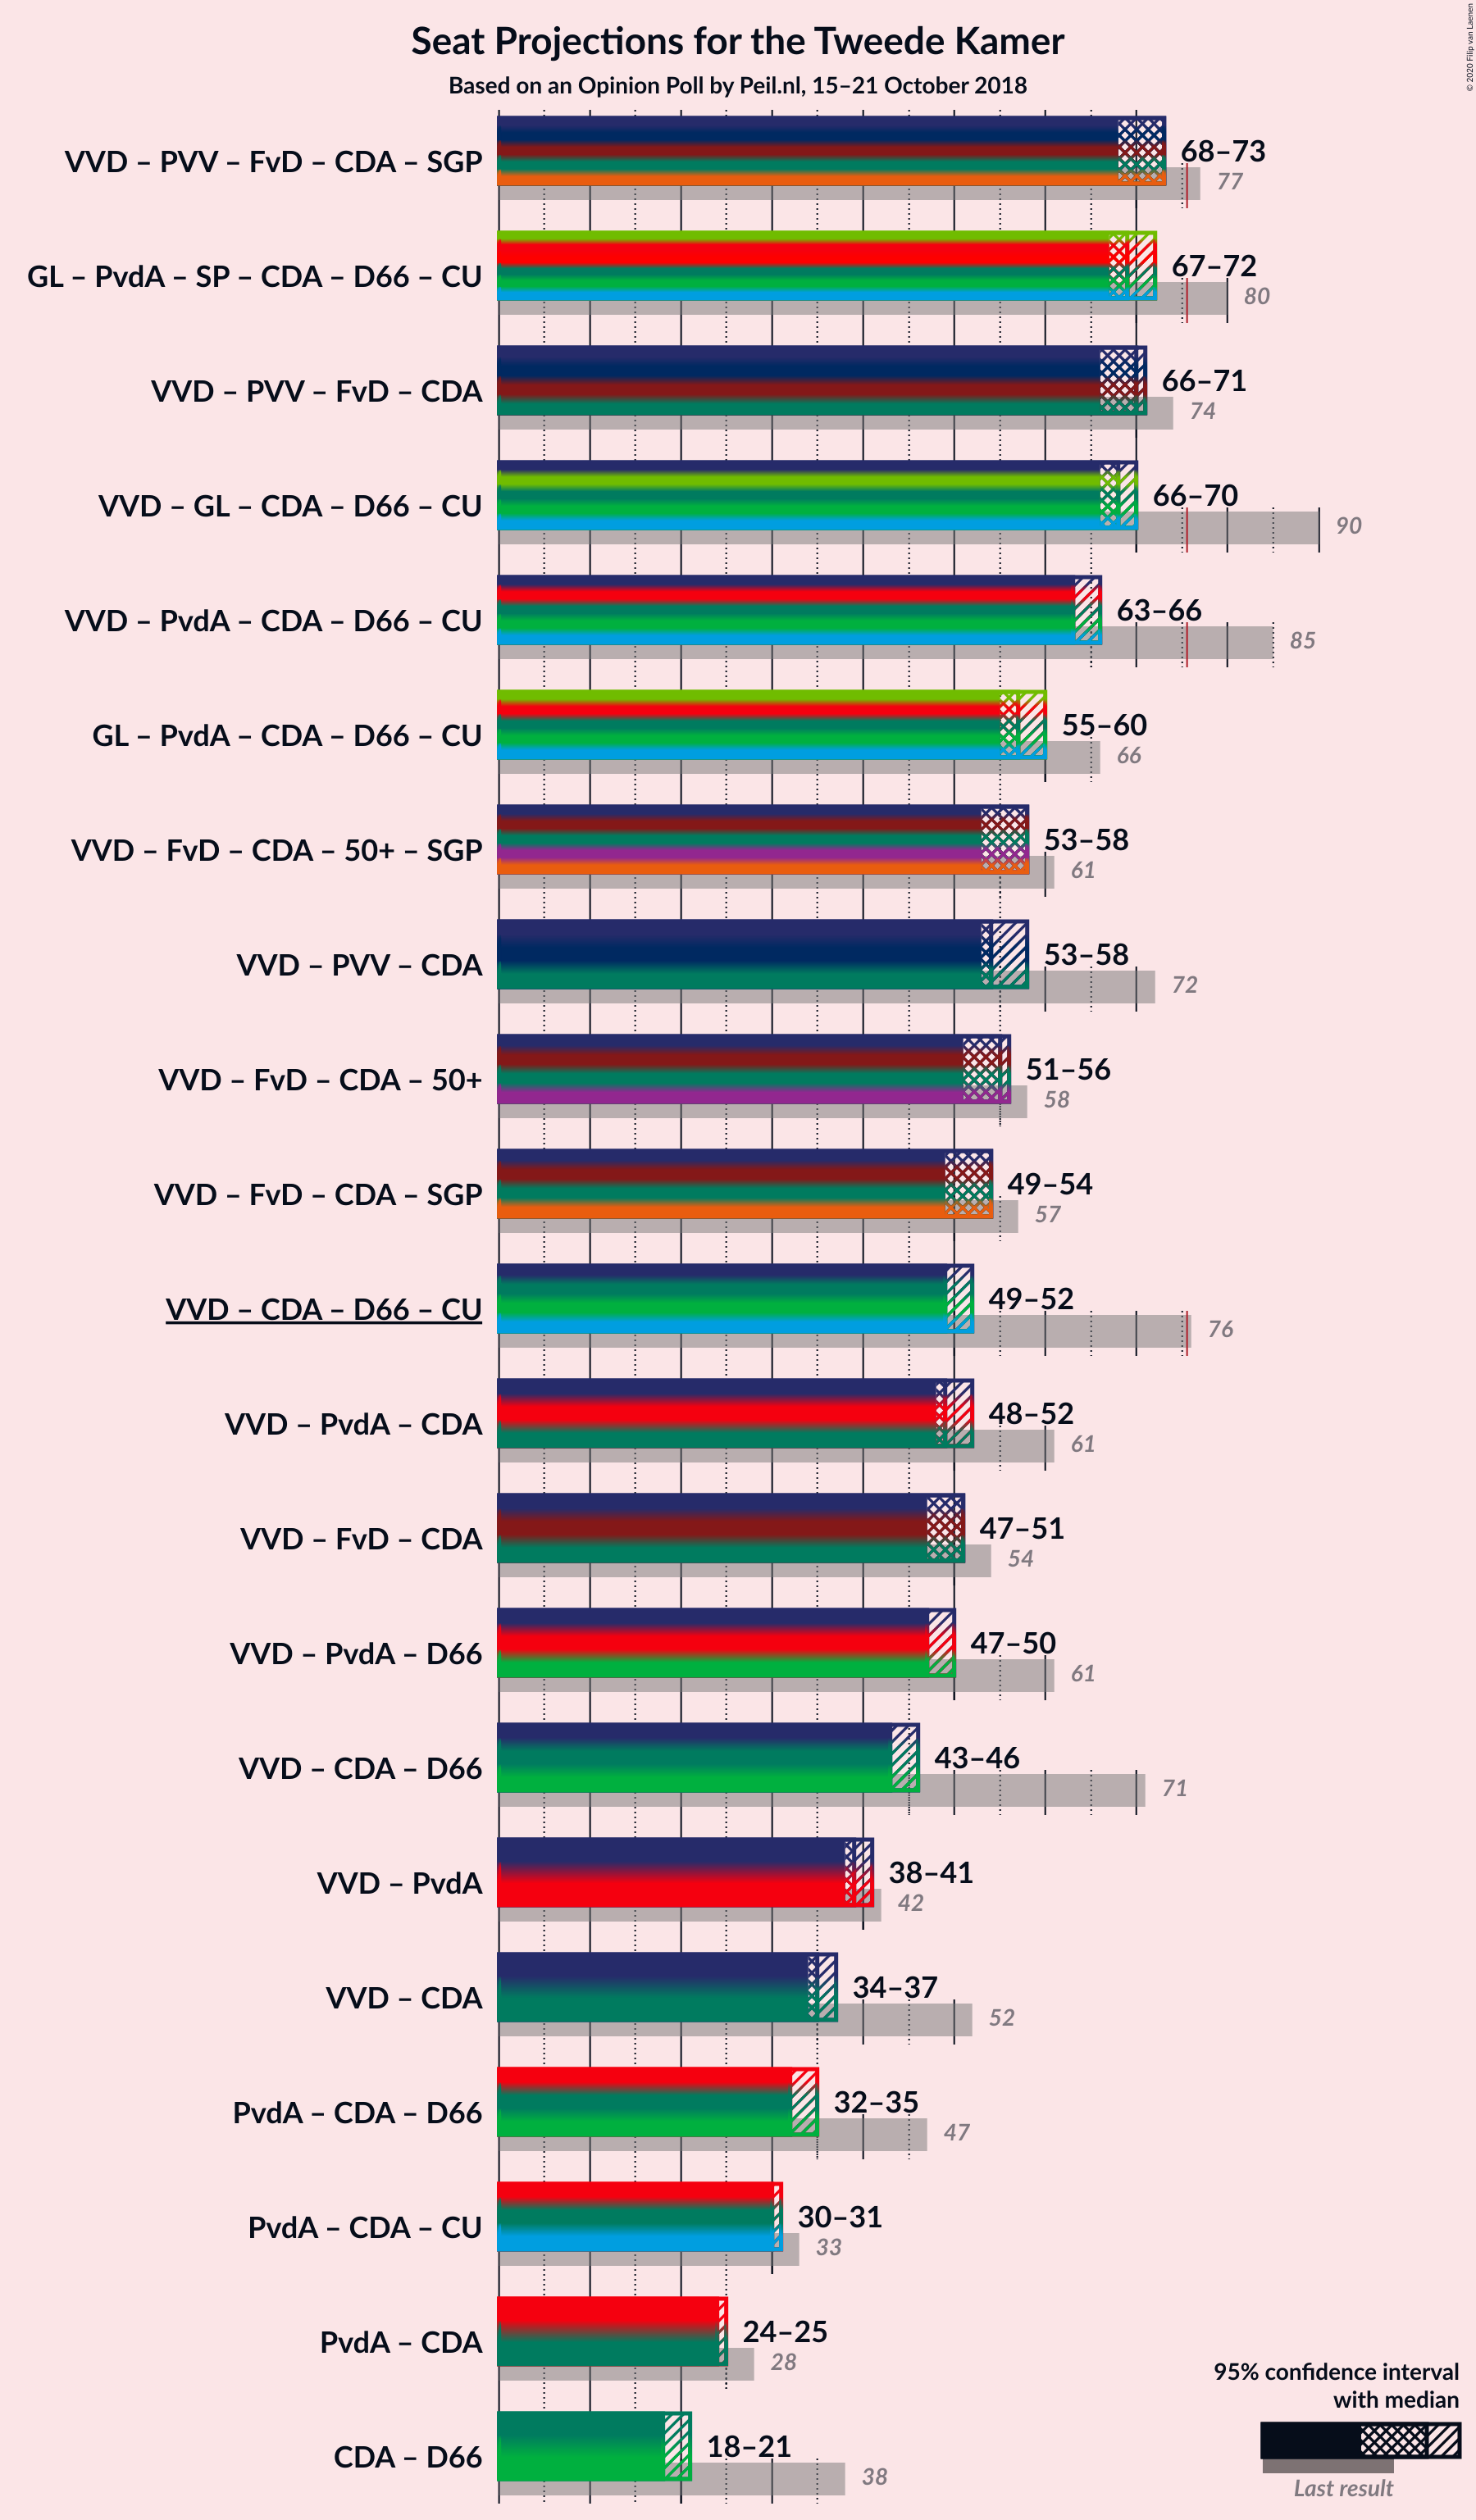 Seat Projections for the Tweede Kamer
Based on an Opinion Poll by Peil.nl, 15–21 October 2018
© 2020 Filip van Laenen
VVD – PVV – FvD – CDA – SGP
68–73
77
GL – PvdA – SP – CDA – D66 – CU
67–72
80
VVD – PVV – FvD – CDA
66–71
74
VVD – GL – CDA – D66 – CU
66–70
90
VVD – PvdA – CDA – D66 – CU
63–66
85
GL – PvdA – CDA – D66 – CU
55–60
66
VVD – FvD – CDA – 50+ – SGP
53–58
61
VVD – PVV – CDA
53–58
72
VVD – FvD – CDA – 50+
51–56
58
VVD – FvD – CDA – SGP
49–54
57
VVD – CDA – D66 – CU
49–52
76
VVD – PvdA – CDA
48–52
61
VVD – FvD – CDA
47–51
54
VVD – PvdA – D66
47–50
61
VVD – CDA – D66
43–46
71
VVD – PvdA
38–41
42
VVD – CDA
34–37
52
PvdA – CDA – D66
32–35
47
PvdA – CDA – CU
30–31
33
PvdA – CDA
24–25
28
CDA – D66
18–21
38
95% confidence interval
with median
Last result